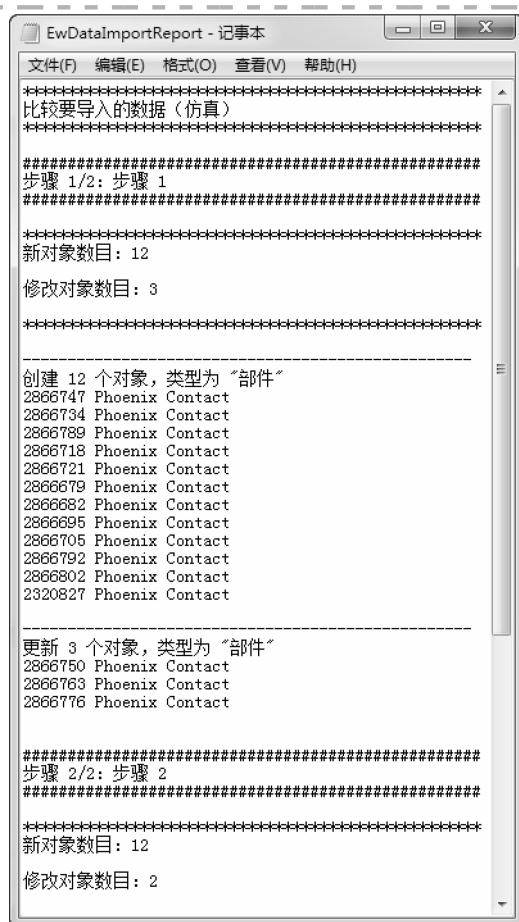 EwDataImportReport - 记事本
文件(F) 编辑(E) 格式(O) 查看(V) 帮助(H)
***************************************************
比较要导入的数据（仿真）
***************************************************
###################################################
步骤 1/2: 步骤 1
###################################################
***************************************************
新对象数目: 12
修改对象数目: 3
***************************************************
--------------------------------------------------
创建 12 个对象，类型为 "部件"
2866747 Phoenix Contact
2866734 Phoenix Contact
2866789 Phoenix Contact
2866718 Phoenix Contact
2866721 Phoenix Contact
2866679 Phoenix Contact
2866682 Phoenix Contact
2866695 Phoenix Contact
2866705 Phoenix Contact
2866792 Phoenix Contact
2866802 Phoenix Contact
2320827 Phoenix Contact
--------------------------------------------------
更新 3 个对象，类型为 "部件"
2866750 Phoenix Contact
2866763 Phoenix Contact
2866776 Phoenix Contact
###################################################
步骤 2/2: 步骤 2
###################################################
***************************************************
新对象数目: 12
修改对象数目: 2